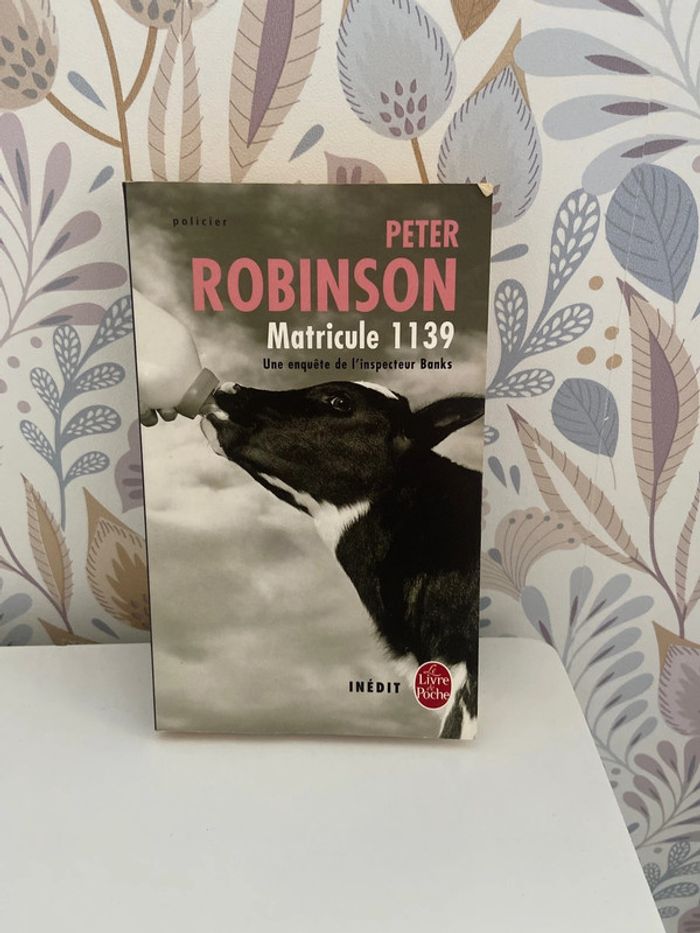 policier
PETER
ROBINSON
Matricule 1139
Une enquête de l'inspecteur Banks
INÉDIT
Le
Livre
de
Poche